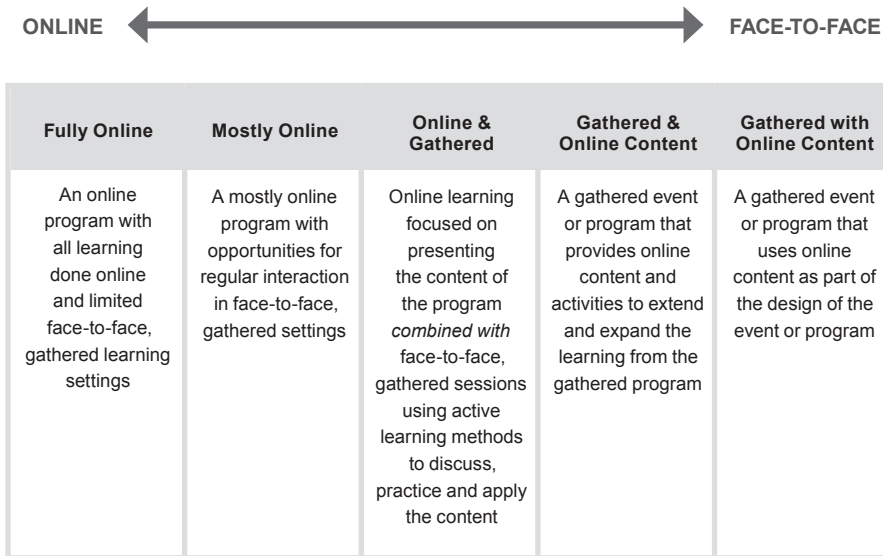 ONLINE
FACE-TO-FACE
Fully Online
Mostly Online
Online &
Gathered
Gathered &
Online Content
Gathered with
Online Content
An online
program with
all learning
done online
and limited
face-to-face,
gathered learning
settings
A mostly online
program with
opportunities for
regular interaction
in face-to-face,
gathered settings
Online learning
focused on
presenting
the content of
the program
combined with
face-to-face,
gathered sessions
using active
learning methods
to discuss,
practice and apply
the content
A gathered event
or program that
provides online
content and
activities to extend
and expand the
learning from the
gathered program
A gathered event
or program that
uses online
content as part of
the design of the
event or program